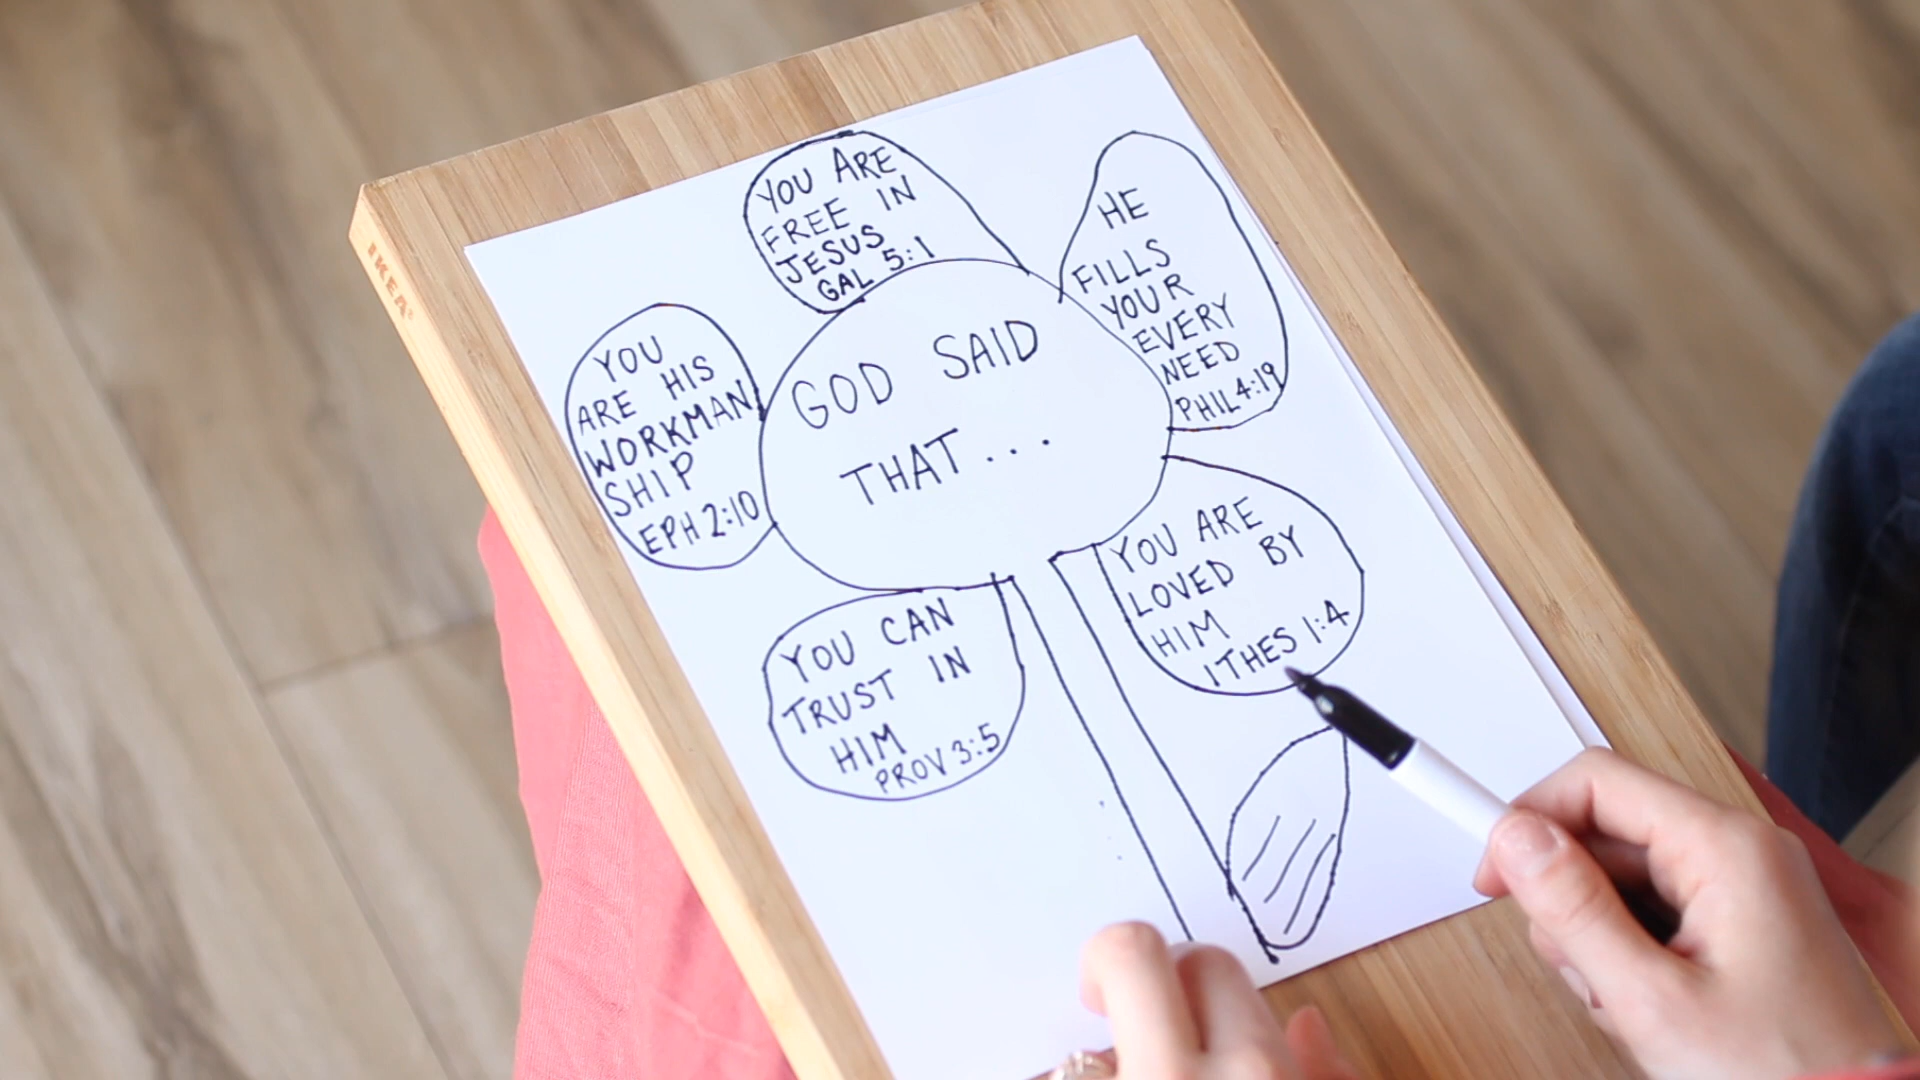 YOU ARE
FREE IN
JESUS
GAL 5:1
HE
FILLS
YOUR
EVERY
NEED
PHIL 4:19
YOU
ARE HIS
WORKMAN
SHIP
EPH 2:10
GOD SAID
THAT...
YOU CAN
TRUST IN
HIM
PROV 3:5
YOU ARE
LOVED BY
HIM
1THES 1:4
IKEA®